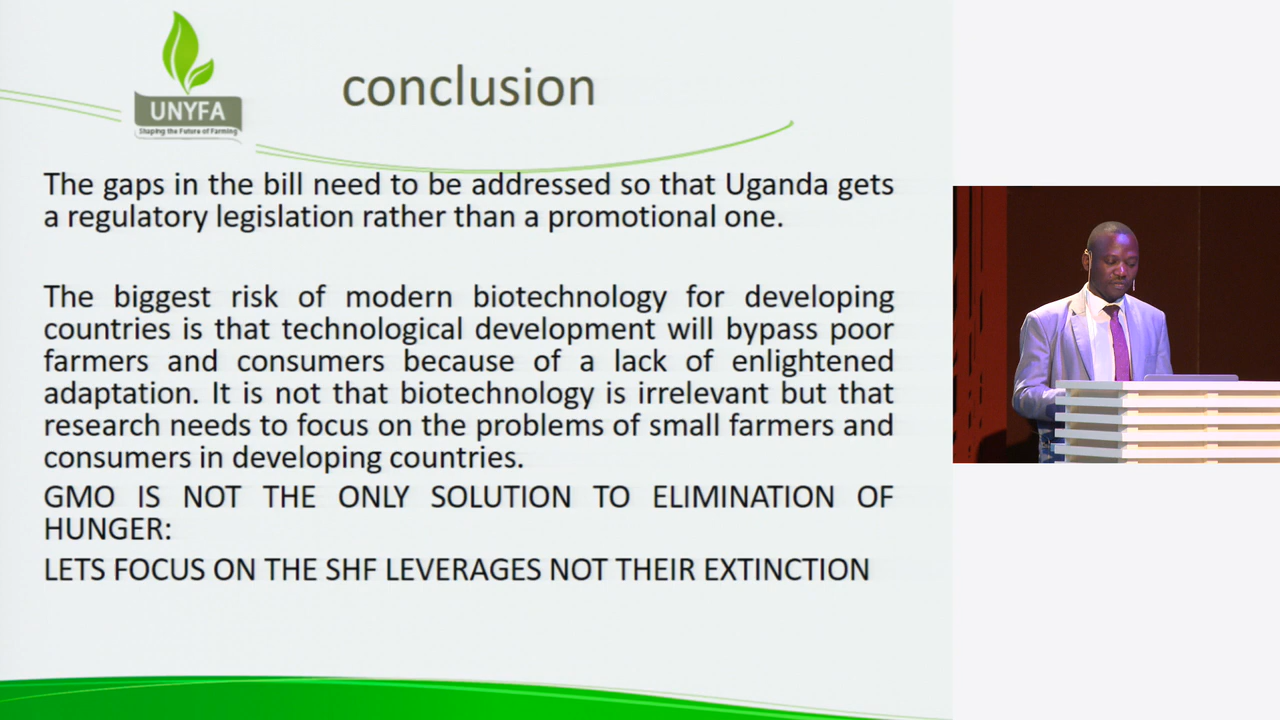 UNYFA
Shaping the Future of Farming
conclusion
The gaps in the bill need to be addressed so that Uganda gets
a regulatory legislation rather than a promotional one.
The biggest risk of modern biotechnology for developing
countries is that technological development will bypass poor
farmers and consumers because of a lack of enlightened
adaptation. It is not that biotechnology is irrelevant but that
research needs to focus on the problems of small farmers and
consumers in developing countries.
GMO IS NOT THE ONLY SOLUTION TO ELIMINATION OF
HUNGER:
LETS FOCUS ON THE SHF LEVERAGES NOT THEIR EXTINCTION